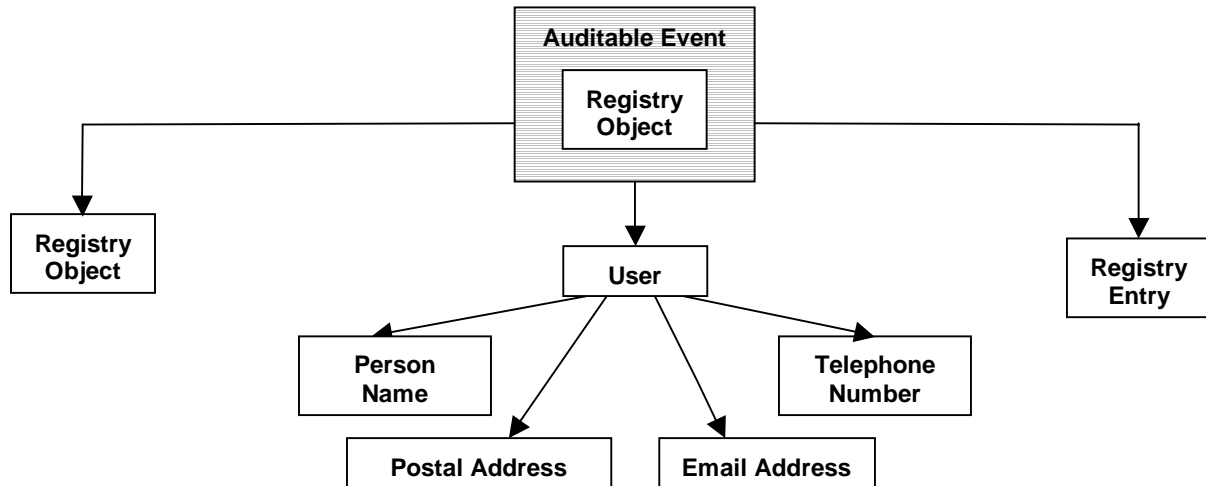 Auditable Event
Registry
Object
Registry
Object
User
Registry
Entry
Person
Name
Telephone
Number
Postal Address
Email Address